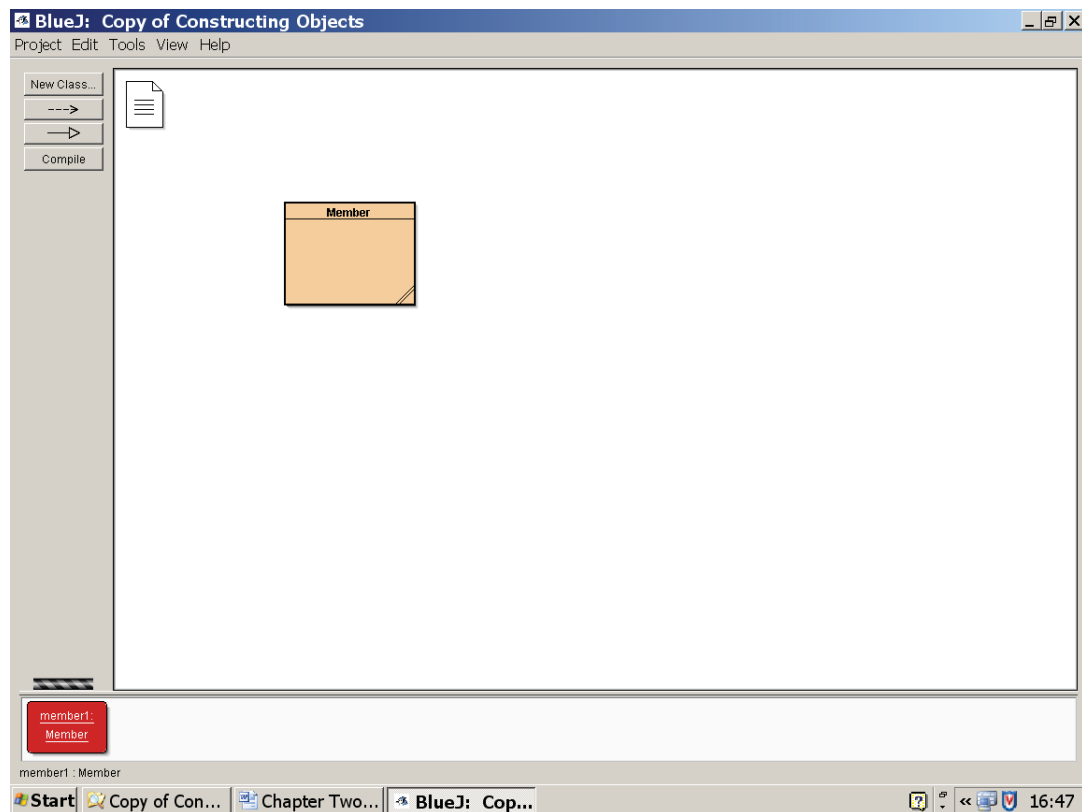 BlueJ: Copy of Constructing Objects
Project Edit Tools View Help
New Class...
Compile
Member
member1:
Member
member1 : Member
Start Copy of Con... Chapter Two... BlueJ: Cop... 16:47